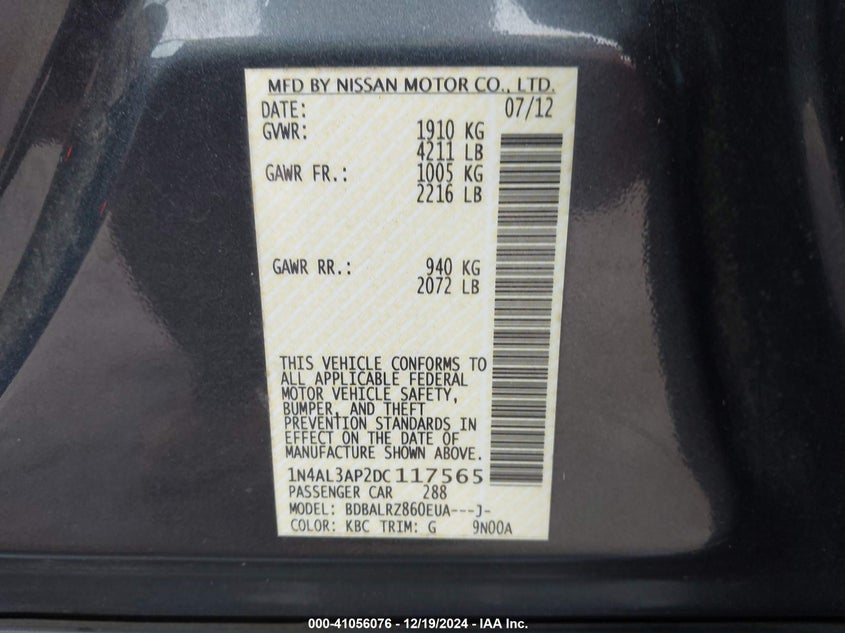 MFD BY NISSAN MOTOR CO., LTD.
DATE: 07/12
GVWR: 1910 KG
4211 LB
GAWR FR.: 1005 KG
2216 LB
GAWR RR.: 940 KG
2072 LB
THIS VEHICLE CONFORMS TO
ALL APPLICABLE FEDERAL
MOTOR VEHICLE SAFETY,
BUMPER, AND THEFT
PREVENTION STANDARDS IN
EFFECT ON THE DATE OF
MANUFACTURE SHOWN ABOVE.
1N4AL3AP2DC117565
PASSENGER CAR 288
MODEL: BDBALRZ860EUA---J-
COLOR: KBC TRIM: G 9N00A
000-41056076 - 12/19/2024 - IAA Inc.